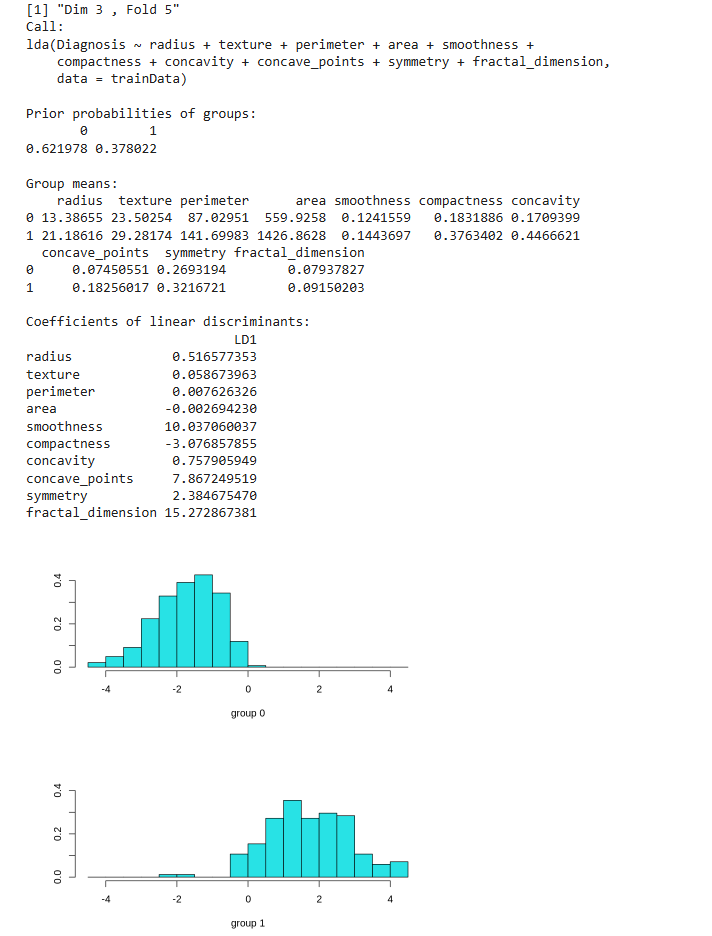 [1] "Dim 3 , Fold 5"
Call:
lda(Diagnosis ~ radius + texture + perimeter + area + smoothness +
    compactness + concavity + concave_points + symmetry + fractal_dimension,
    data = trainData)
Prior probabilities of groups:
       0        1
0.621978 0.378022
Group means:
    radius  texture perimeter      area smoothness compactness concavity
0 13.38655 23.50254  87.02951  559.9258  0.1241559   0.1831886 0.1709399
1 21.18616 29.28174 141.69983 1426.8628  0.1443697   0.3763402 0.4466621
  concave_points  symmetry fractal_dimension
0     0.07450551 0.2693194        0.07937827
1     0.18256017 0.3216721        0.09150203
Coefficients of linear discriminants:
                           LD1
radius             0.516577353
texture            0.058673963
perimeter          0.007626326
area              -0.002694230
smoothness        10.037060037
compactness       -3.076857855
concavity          0.757905949
concave_points     7.867249519
symmetry           2.384675470
fractal_dimension 15.272867381
0.4
0.2
0.0
-4 -2 0 2 4
group 0
0.4
0.2
0.0
-4 -2 0 2 4
group 1